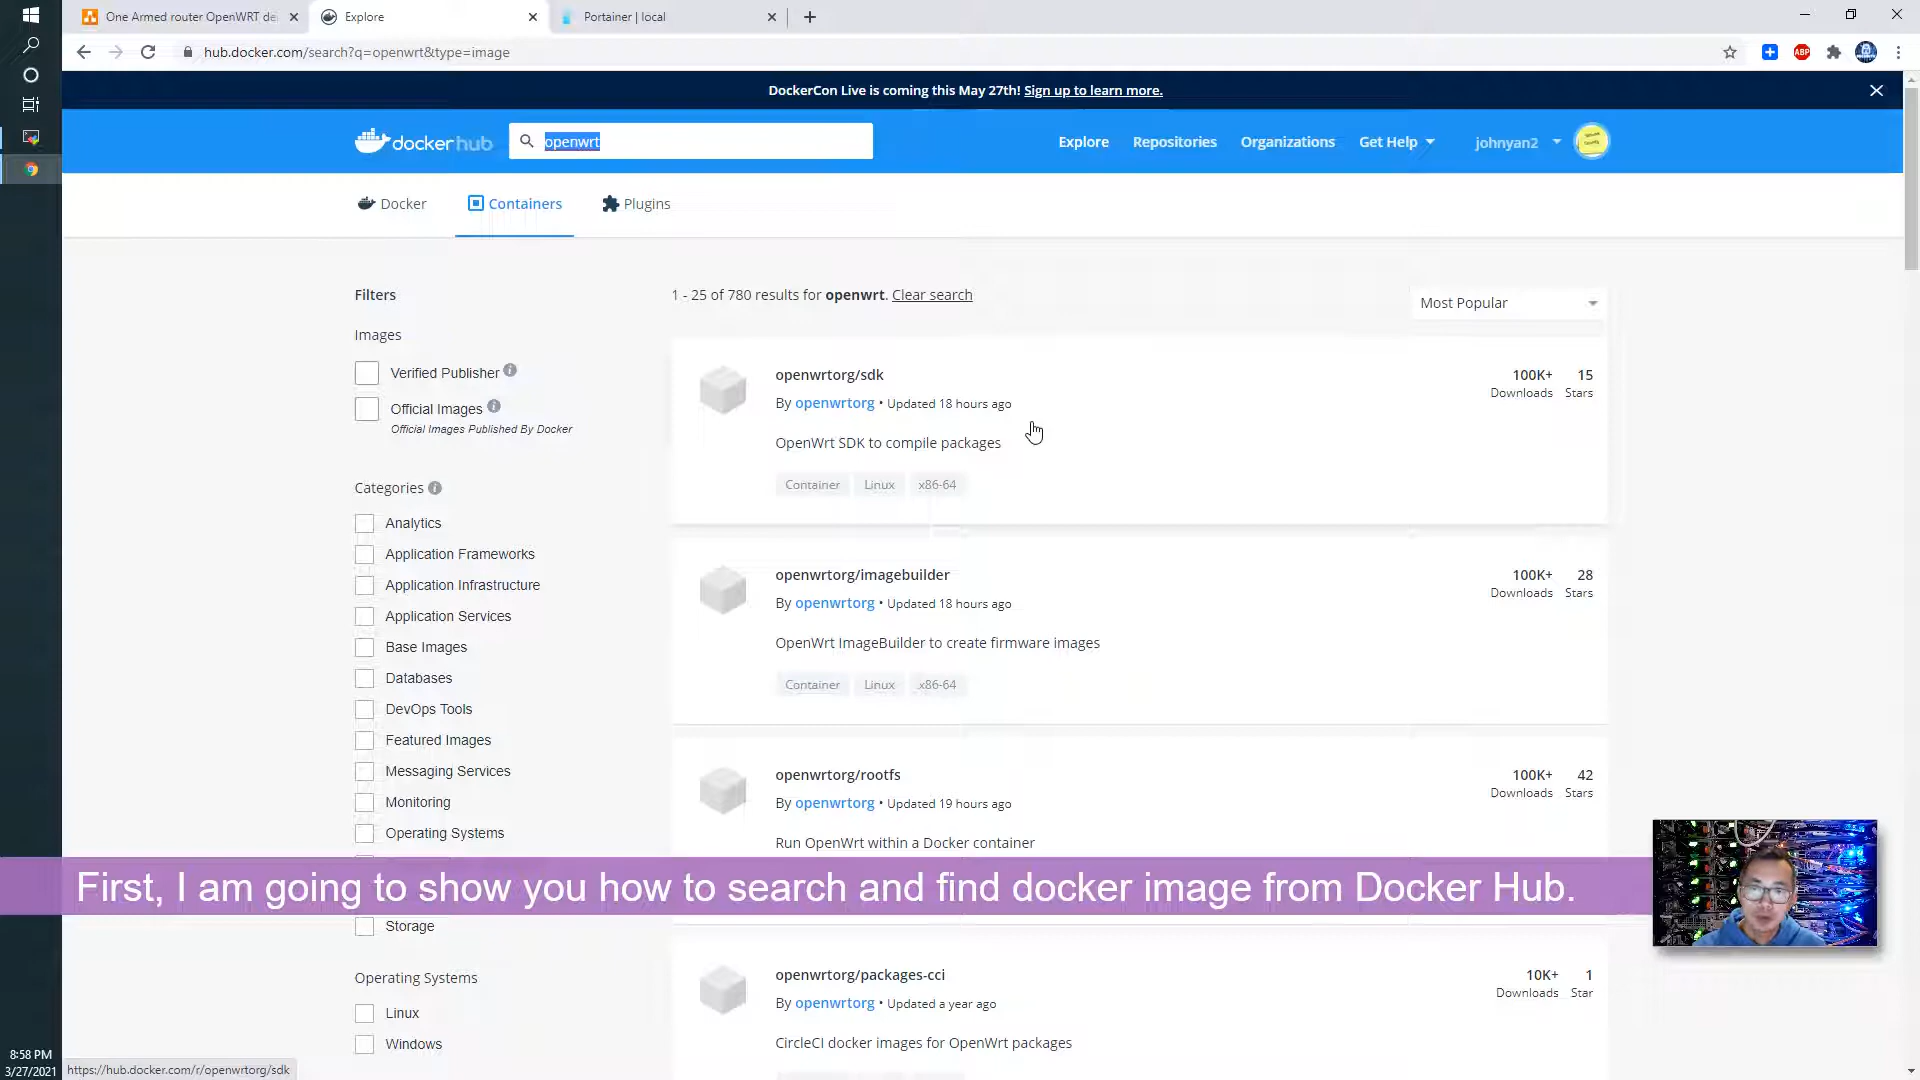 One Armed router OpenWRT de
Explore
Portainer | local
hub.docker.com/search?q=openwrt&type=image
ABP
DockerCon Live is coming this May 27th! Sign up to learn more.
docker hub
openwrt
Explore
Repositories
Organizations
Get Help
johnyan2
Docker
Containers
Plugins
Filters
1 - 25 of 780 results for openwrt. Clear search
Most Popular
Images
Verified Publisher
Official Images
Official Images Published By Docker
Categories
Analytics
Application Frameworks
Application Infrastructure
Application Services
Base Images
Databases
DevOps Tools
Featured Images
Messaging Services
Monitoring
Operating Systems
Storage
Operating Systems
Linux
Windows
openwrtorg/sdk
By openwrtorg • Updated 18 hours ago
OpenWrt SDK to compile packages
Container Linux x86-64
100K+ 15
Downloads Stars
openwrtorg/imagebuilder
By openwrtorg • Updated 18 hours ago
OpenWrt ImageBuilder to create firmware images
Container Linux x86-64
100K+ 28
Downloads Stars
openwrtorg/rootfs
By openwrtorg • Updated 19 hours ago
Run OpenWrt within a Docker container
100K+ 42
Downloads Stars
First, I am going to show you how to search and find docker image from Docker Hub.
openwrtorg/packages-cci
By openwrtorg • Updated a year ago
CircleCI docker images for OpenWrt packages
10K+ 1
Downloads Star
8:58 PM
3/27/2021
https://hub.docker.com/r/openwrtorg/sdk